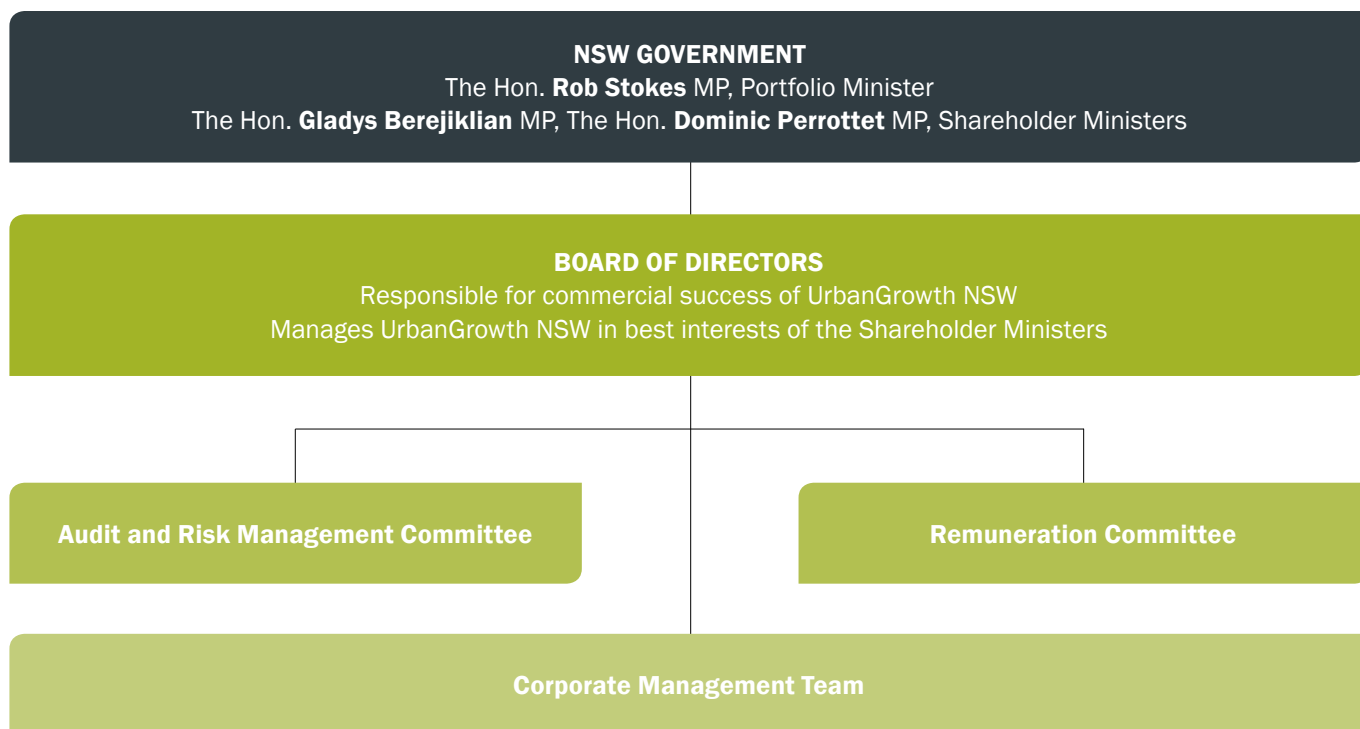 NSW GOVERNMENT
The Hon. Rob Stokes MP, Portfolio Minister
The Hon. Gladys Berejiklian MP, The Hon. Dominic Perrottet MP, Shareholder Ministers
BOARD OF DIRECTORS
Responsible for commercial success of UrbanGrowth NSW
Manages UrbanGrowth NSW in best interests of the Shareholder Ministers
Audit and Risk Management Committee
Remuneration Committee
Corporate Management Team